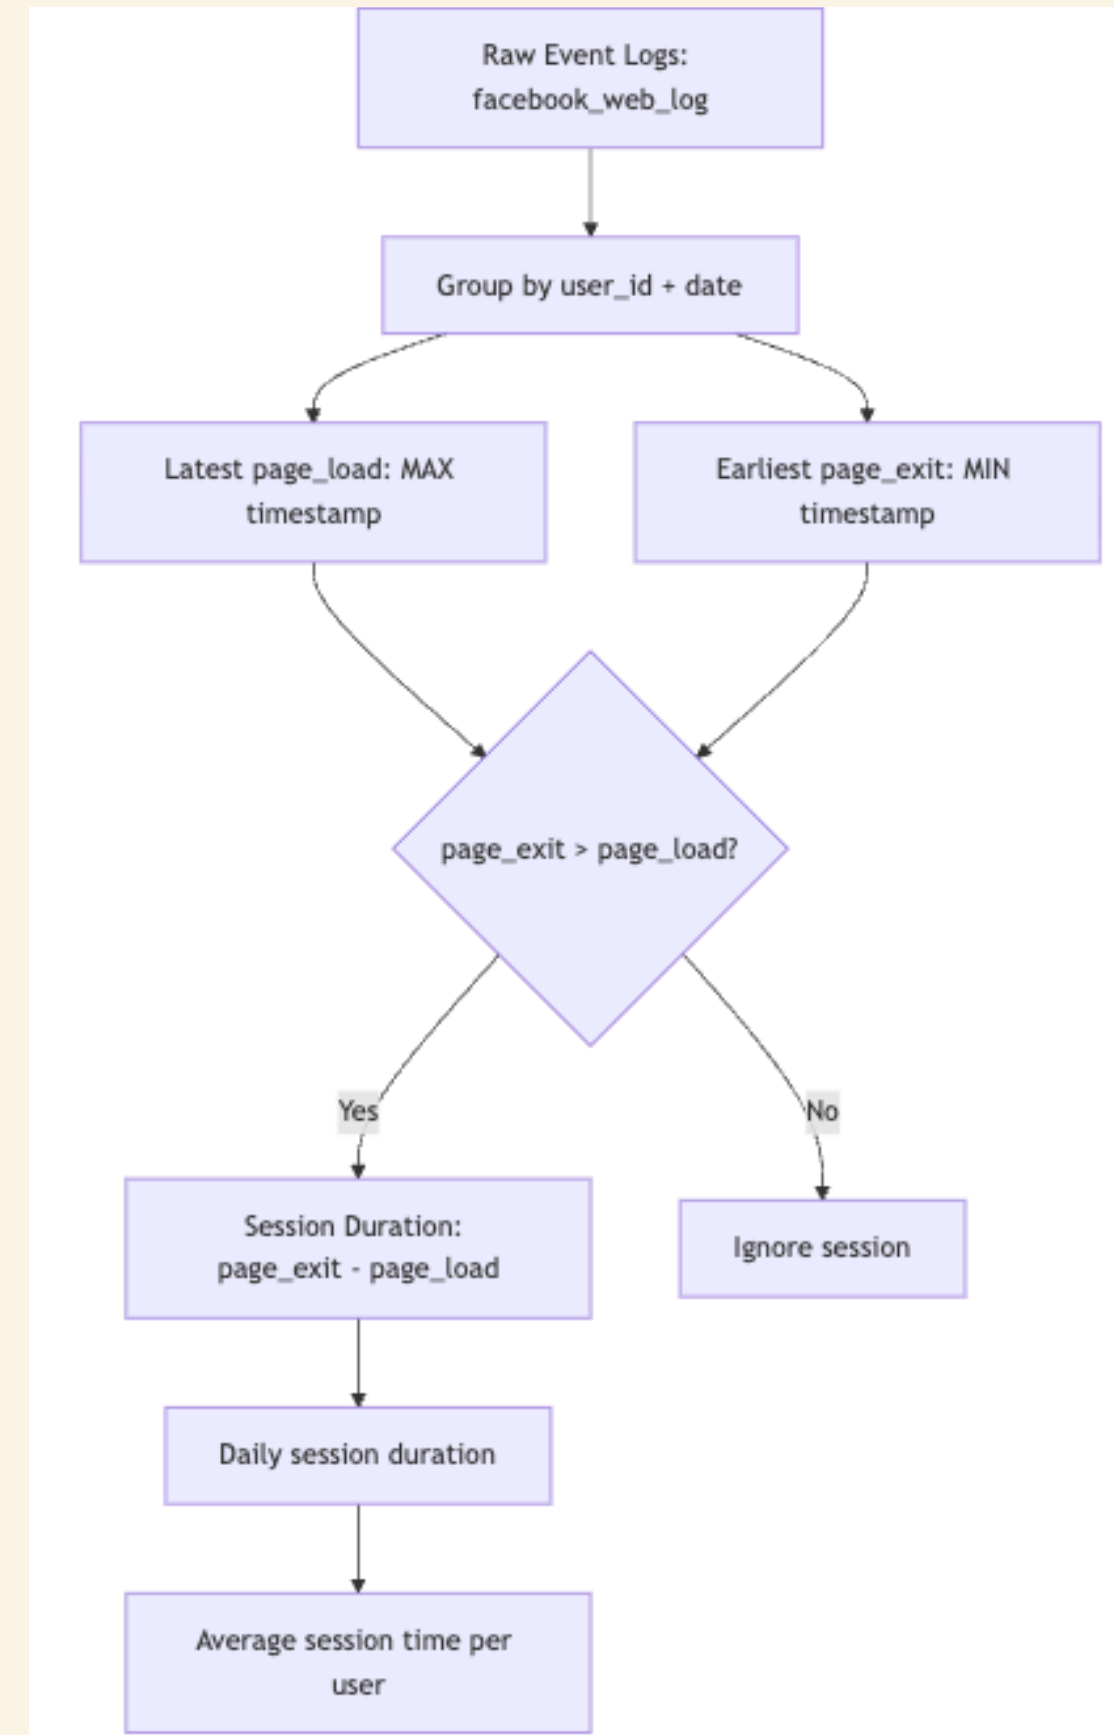 Raw Event Logs:
facebook_web_log
Group by user_id + date
Latest page_load: MAX
timestamp
Earliest page_exit: MIN
timestamp
page_exit > page_load?
Yes
No
Session Duration:
page_exit - page_load
Ignore session
Daily session duration
Average session time per
user